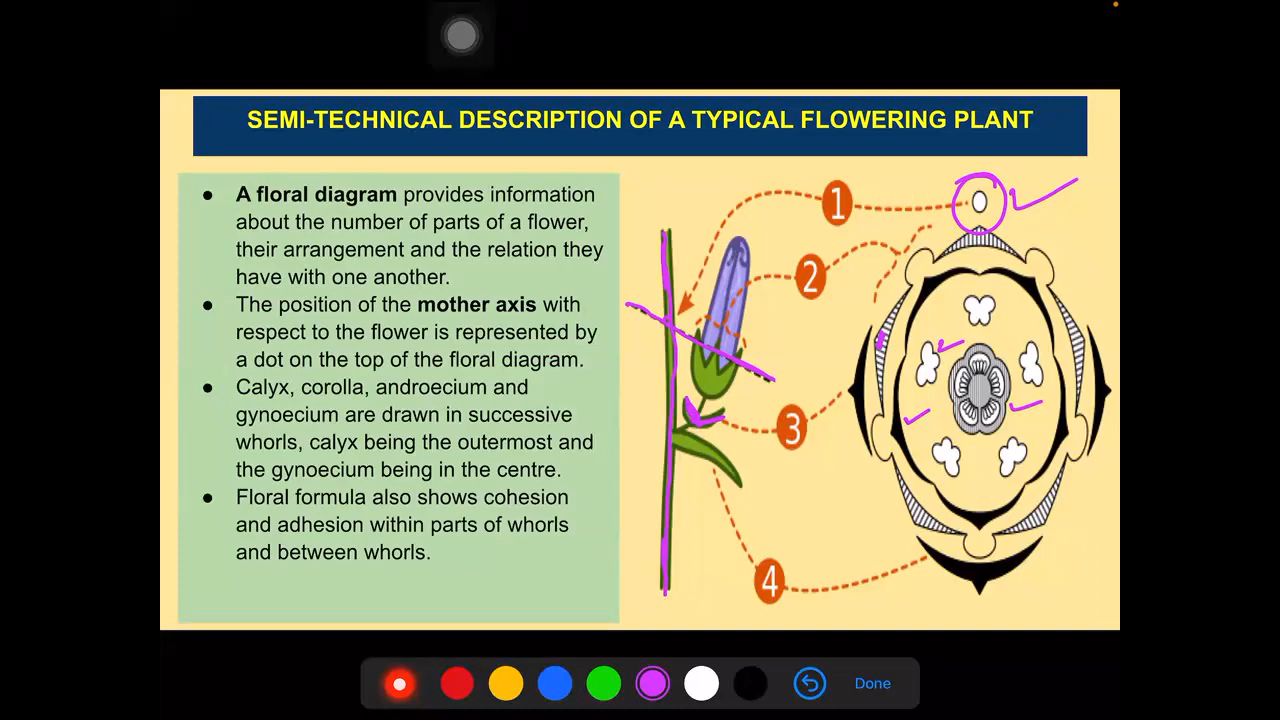 SEMI-TECHNICAL DESCRIPTION OF A TYPICAL FLOWERING PLANT
● A floral diagram provides information
about the number of parts of a flower,
their arrangement and the relation they
have with one another.
● The position of the mother axis with
respect to the flower is represented by
a dot on the top of the floral diagram.
● Calyx, corolla, androecium and
gynoecium are drawn in successive
whorls, calyx being the outermost and
the gynoecium being in the centre.
● Floral formula also shows cohesion
and adhesion within parts of whorls
and between whorls.
1
2
3
4
Done